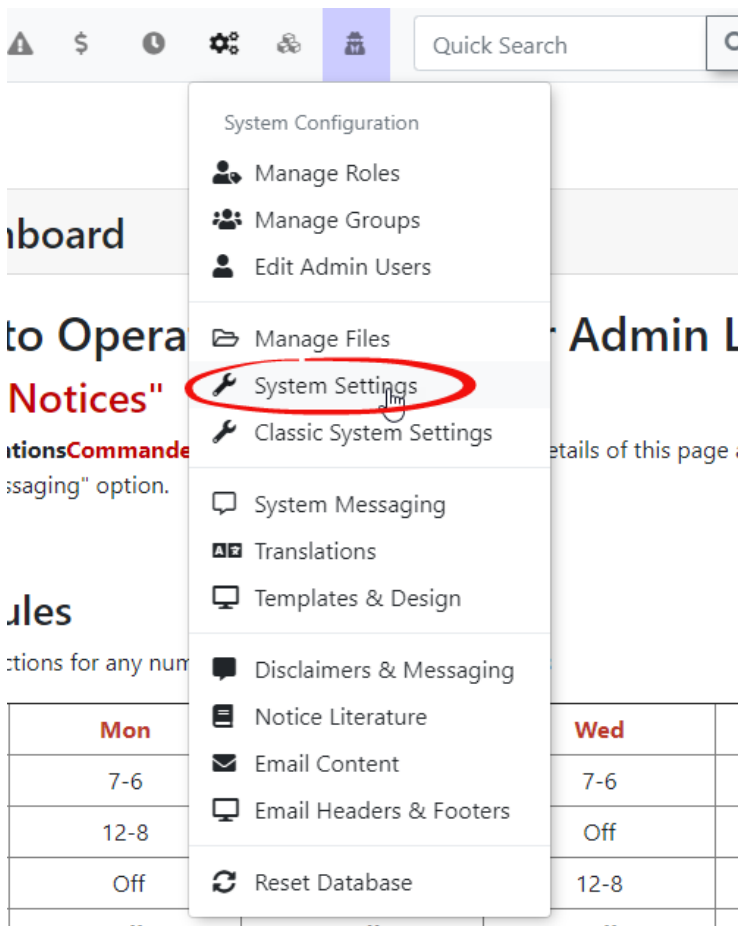 $
Quick Search
System Configuration
Manage Roles
Manage Groups
Edit Admin Users
Manage Files
System Settings
Classic System Settings
System Messaging
Translations
Templates & Design
Disclaimers & Messaging
Notice Literature
Email Content
Email Headers & Footers
Reset Database
board
to Opera Admin L
Notices"
ationsCommande etails of this page a
ssaging" option.
ules
ctions for any num
Mon Wed
7-6 7-6
12-8 Off
Off 12-8